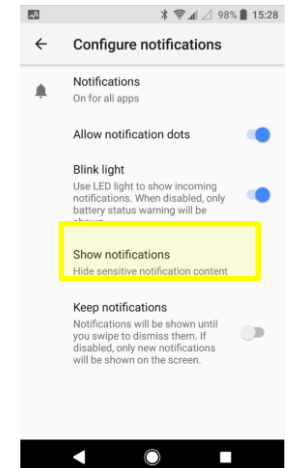 98% 15:28
Configure notifications
Notifications
On for all apps
Allow notification dots
Blink light
Use LED light to show incoming
notifications. When disabled, only
battery status warning will be
Show notifications
Hide sensitive notification content
Keep notifications
Notifications will be shown until
you swipe to dismiss them. If
disabled, only new notifications
will be shown on the screen.